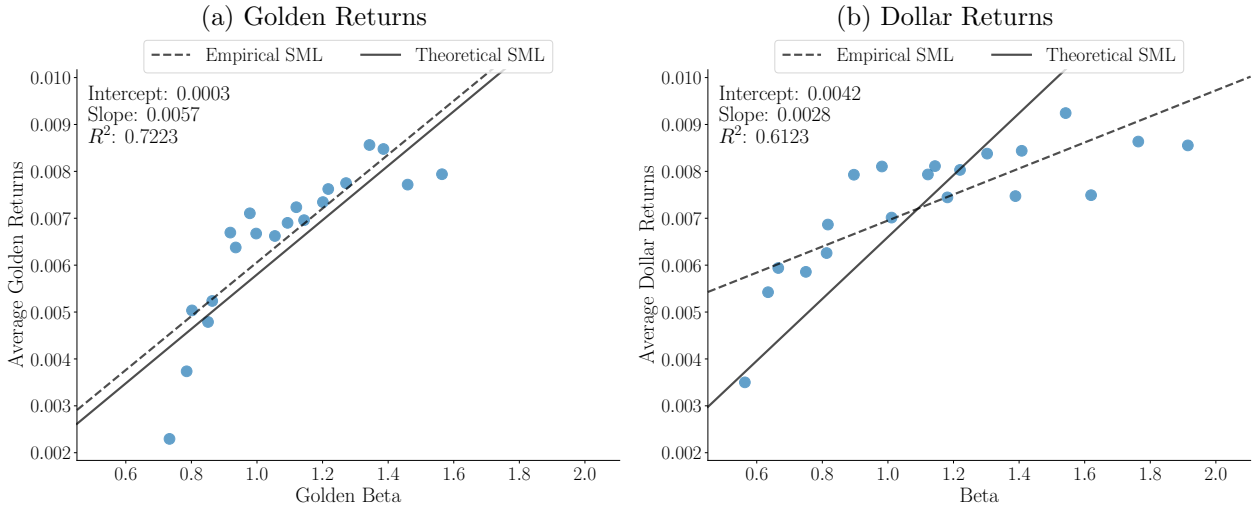 (a) Golden Returns
Empirical SML
Theoretical SML
Intercept: 0.0003
Slope: 0.0057
R²: 0.7223
0.010
0.009
0.008
0.007
0.006
0.005
0.004
0.003
0.002
Average Golden Returns
0.6 0.8 1.0 1.2 1.4 1.6 1.8 2.0
Golden Beta
(b) Dollar Returns
Empirical SML
Theoretical SML
Intercept: 0.0042
Slope: 0.0028
R²: 0.6123
0.010
0.009
0.008
0.007
0.006
0.005
0.004
0.003
0.002
Average Dollar Returns
0.6 0.8 1.0 1.2 1.4 1.6 1.8 2.0
Beta